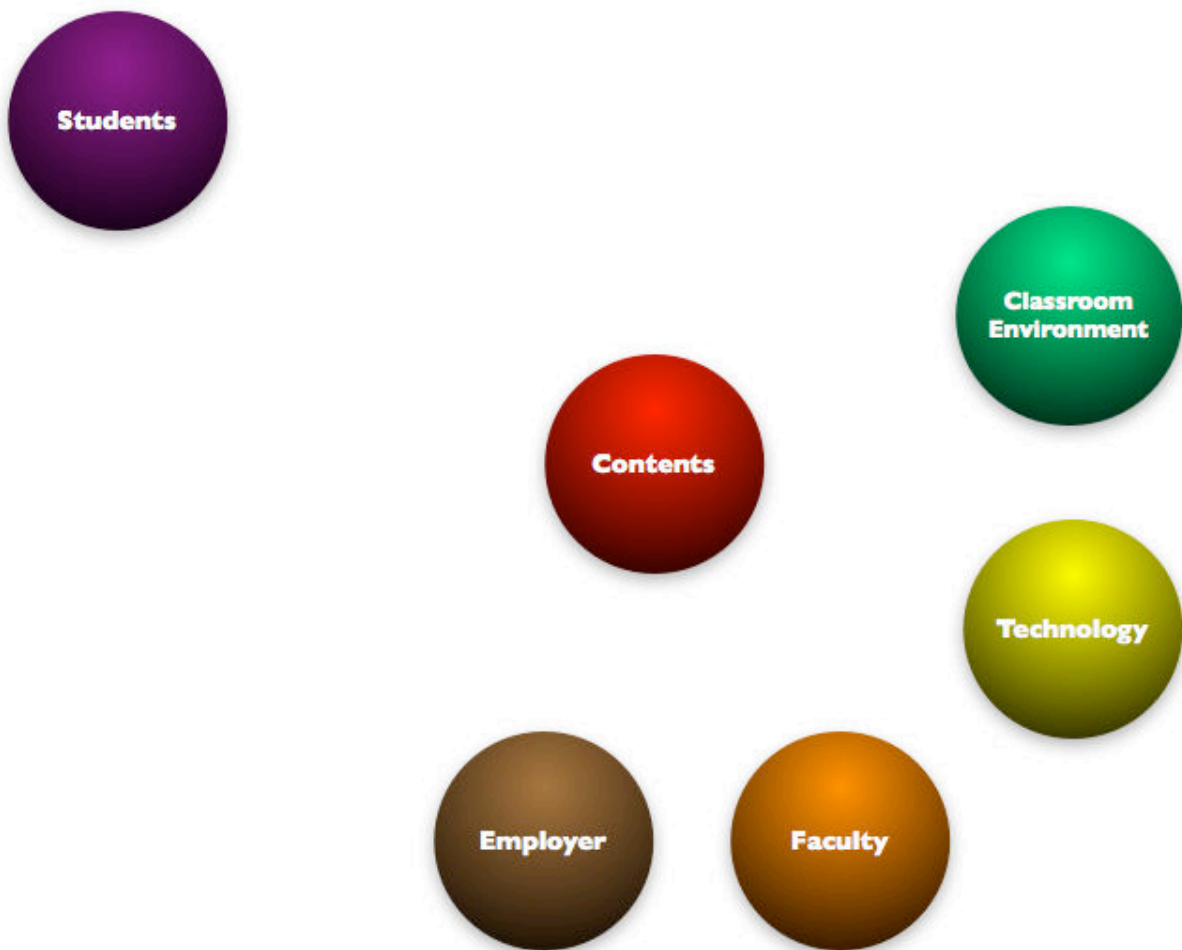 Students
Classroom
Environment
Contents
Technology
Employer
Faculty